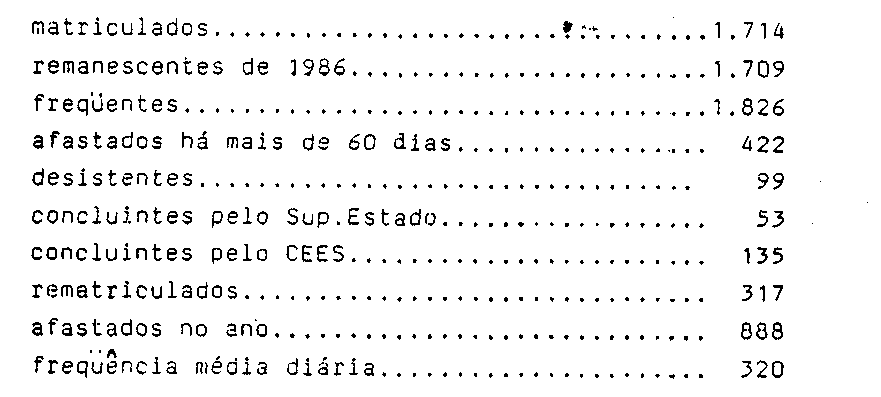 matriculados.................................1.714
remanescentes de 1986........................1.709
freqüentes...................................1.826
afastados há mais de 60 dias................. 422
desistentes.................................. 99
concluintes pelo Sup.Estado.................. 53
concluintes pelo CEES........................ 135
rematriculados............................... 317
afastados no ano............................. 888
freqüência média diária...................... 320